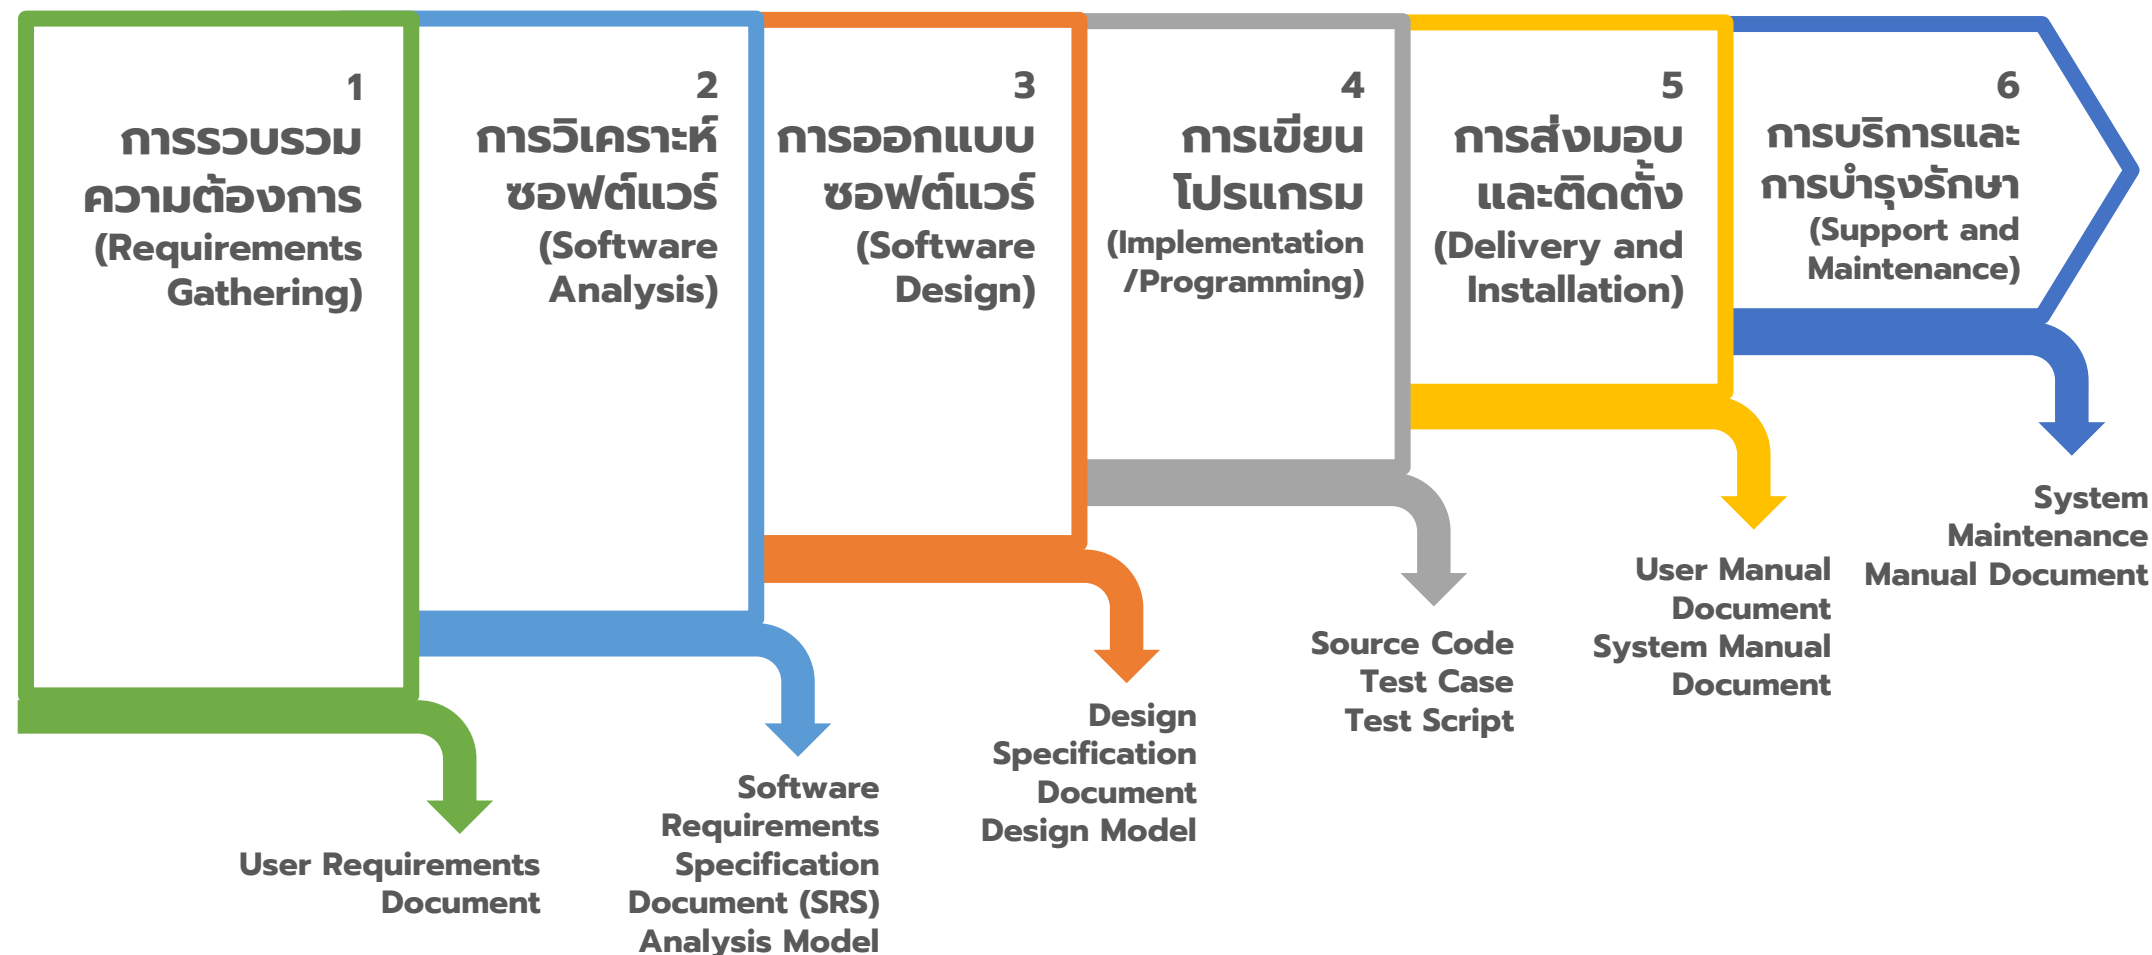 1
การรวบรวม
ความต้องการ
(Requirements
Gathering)
2
การวิเคราะห์
ซอฟต์แวร์
(Software
Analysis)
3
การออกแบบ
ซอฟต์แวร์
(Software
Design)
4
การเขียน
โปรแกรม
(Implementation
/Programming)
5
การส่งมอบ
และติดตั้ง
(Delivery and
Installation)
6
การบริการและ
การบำรุงรักษา
(Support and
Maintenance)
User Requirements
Document
Software
Requirements
Specification
Document (SRS)
Analysis Model
Design
Specification
Document
Design Model
Source Code
Test Case
Test Script
User Manual
Document
System Manual
Document
System
Maintenance
Manual Document